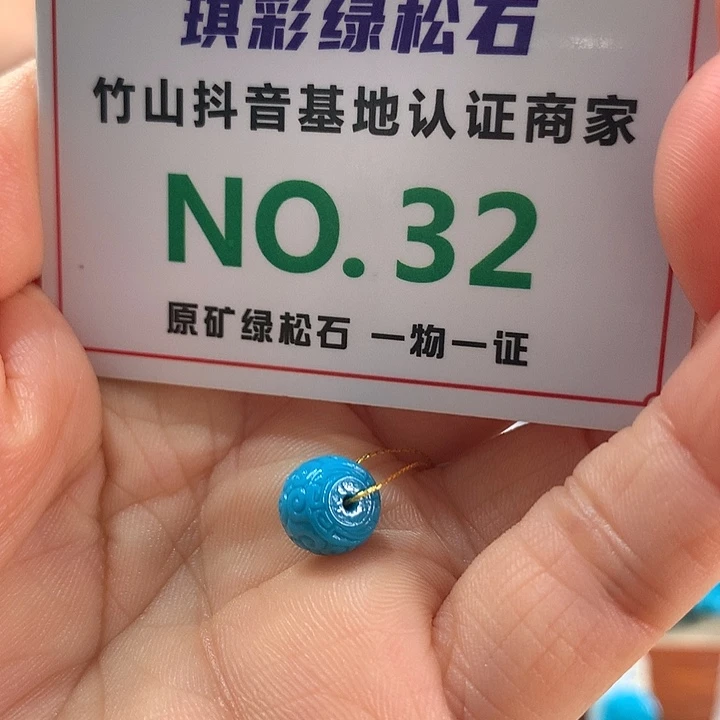 琪彩绿松石
竹山抖音基地认证商家
NO.32
原矿绿松石 一物一证